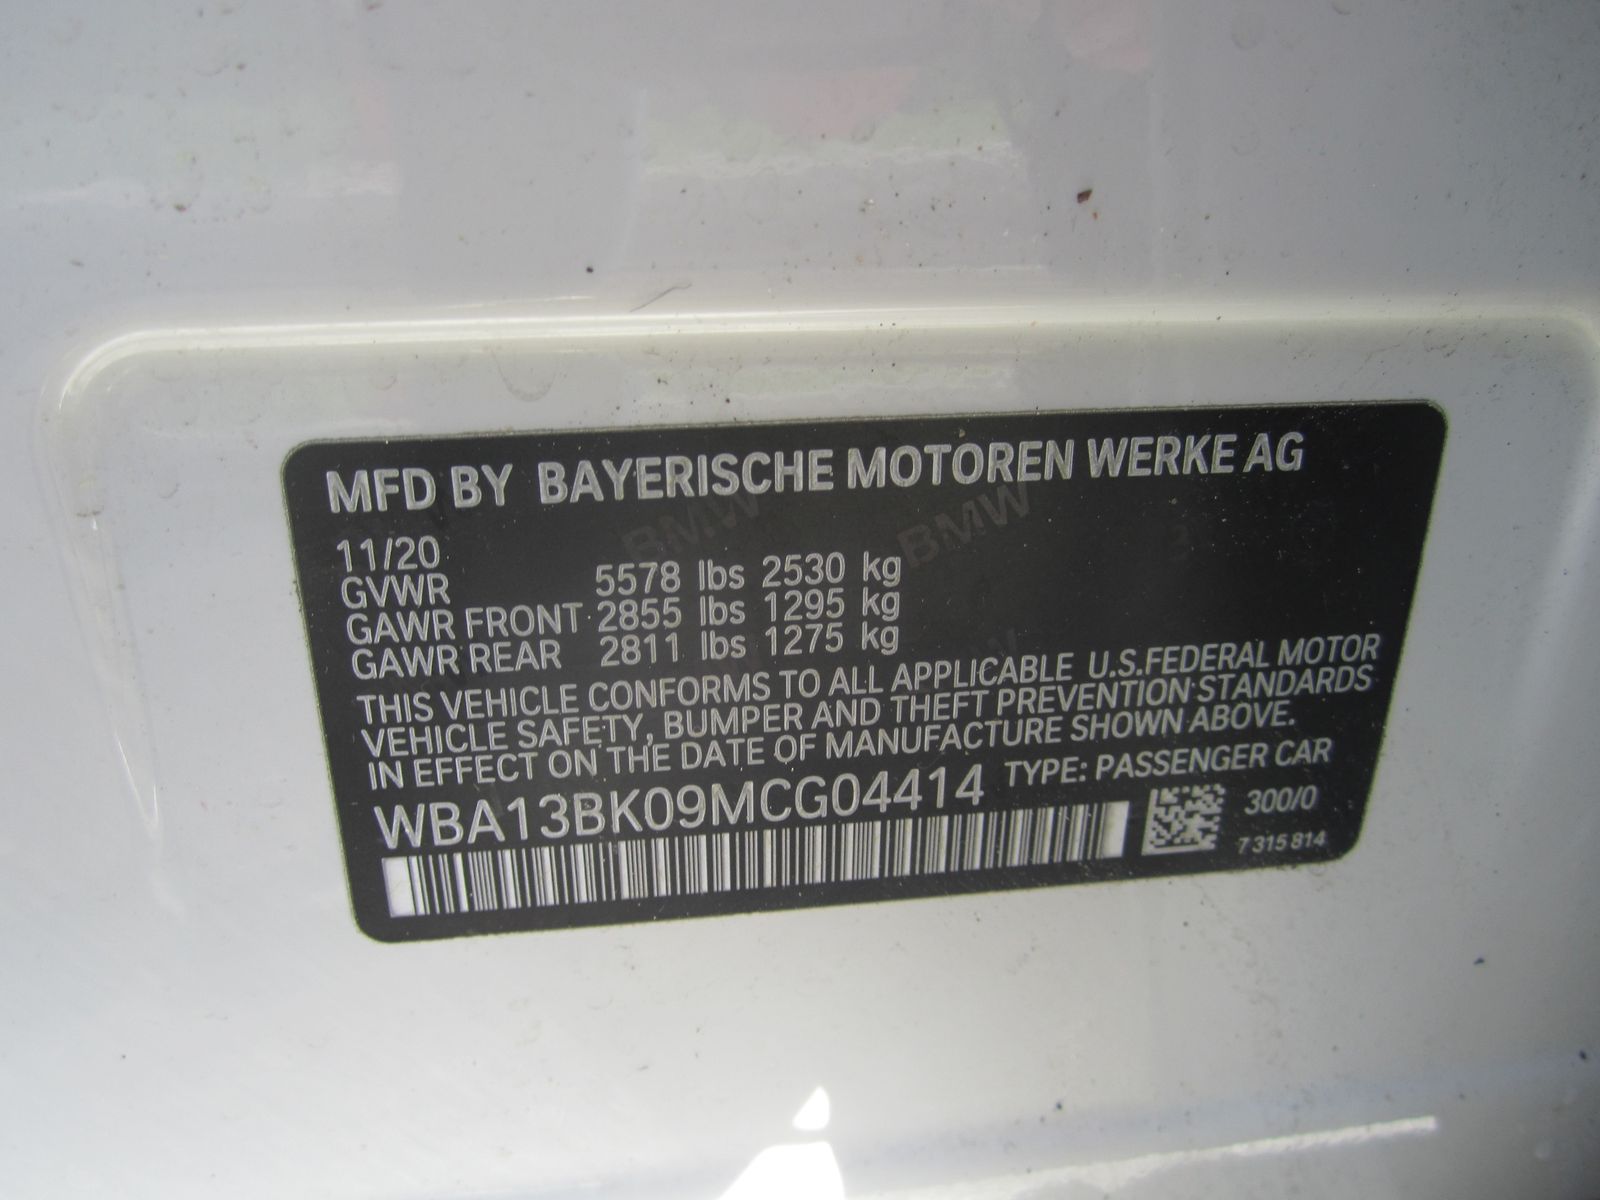 MFD BY BAYERISCHE MOTOREN WERKE AG
11/20
GVWR 5578 lbs 2530 kg
GAWR FRONT 2855 lbs 1295 kg
GAWR REAR 2811 lbs 1275 kg
THIS VEHICLE CONFORMS TO ALL APPLICABLE U.S.FEDERAL MOTOR
VEHICLE SAFETY, BUMPER AND THEFT PREVENTION STANDARDS
IN EFFECT ON THE DATE OF MANUFACTURE SHOWN ABOVE.
WBA13BK09MCG04414 TYPE: PASSENGER CAR
300/0
7 315 814
BMW BMW